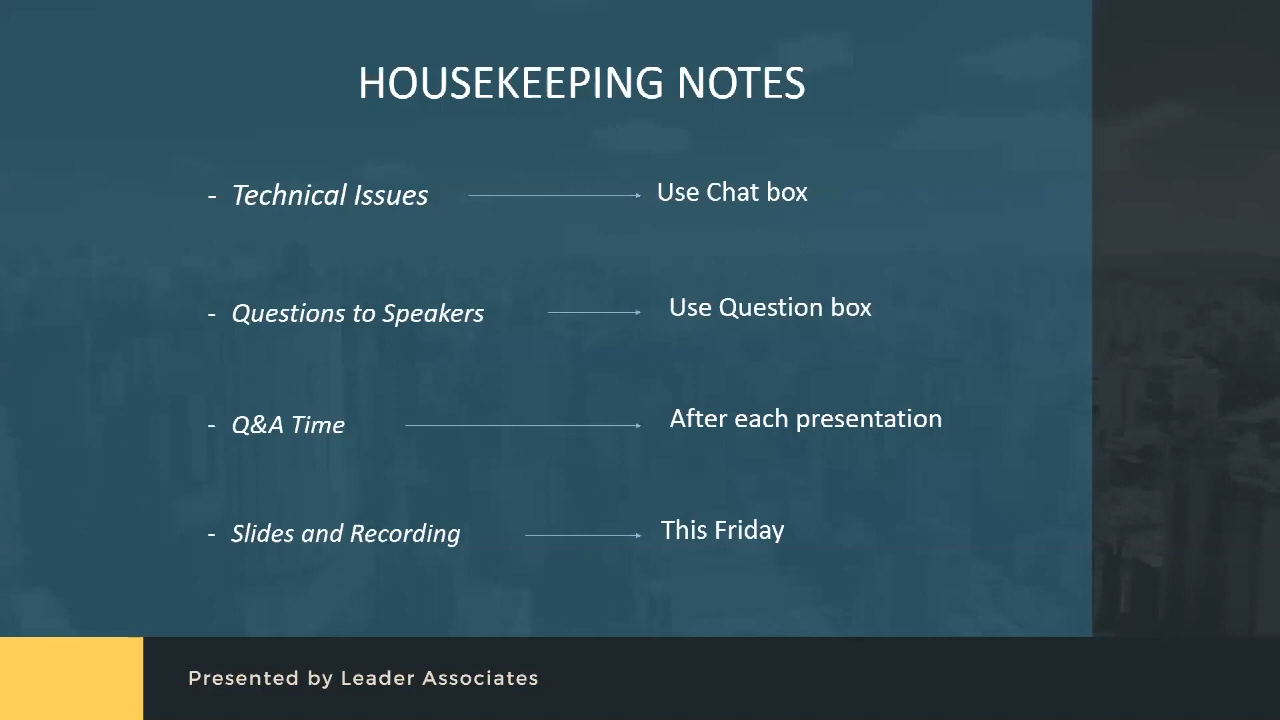 HOUSEKEEPING NOTES
- Technical Issues Use Chat box
- Questions to Speakers Use Question box
- Q&A Time After each presentation
- Slides and Recording This Friday
Presented by Leader Associates